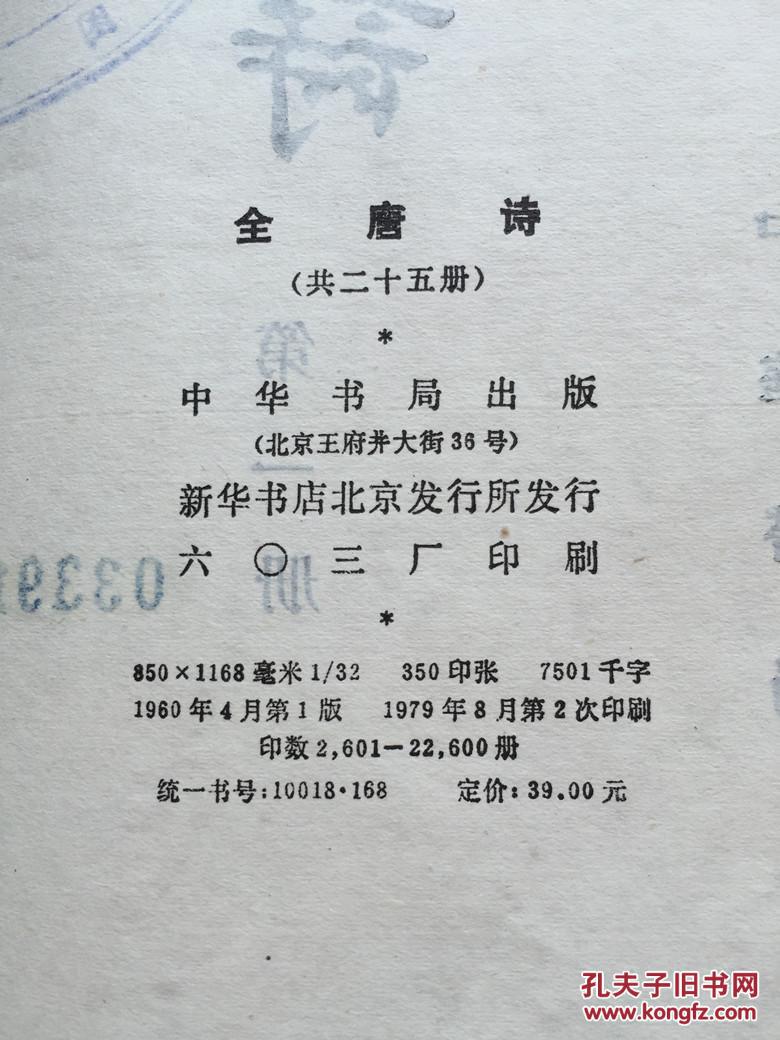 全唐诗
(共二十五册)
*
中华书局出版
(北京王府井大街36号)
新华书店北京发行所发行
六〇三厂印刷
*
850×1168毫米1/32 350印张 7501千字
1960年4月第1版 1979年8月第2次印刷
印数2,601—22,600册
统一书号:10018·168 定价:39.00元
第一册
0339
孔夫子旧书网
www.kongfz.com